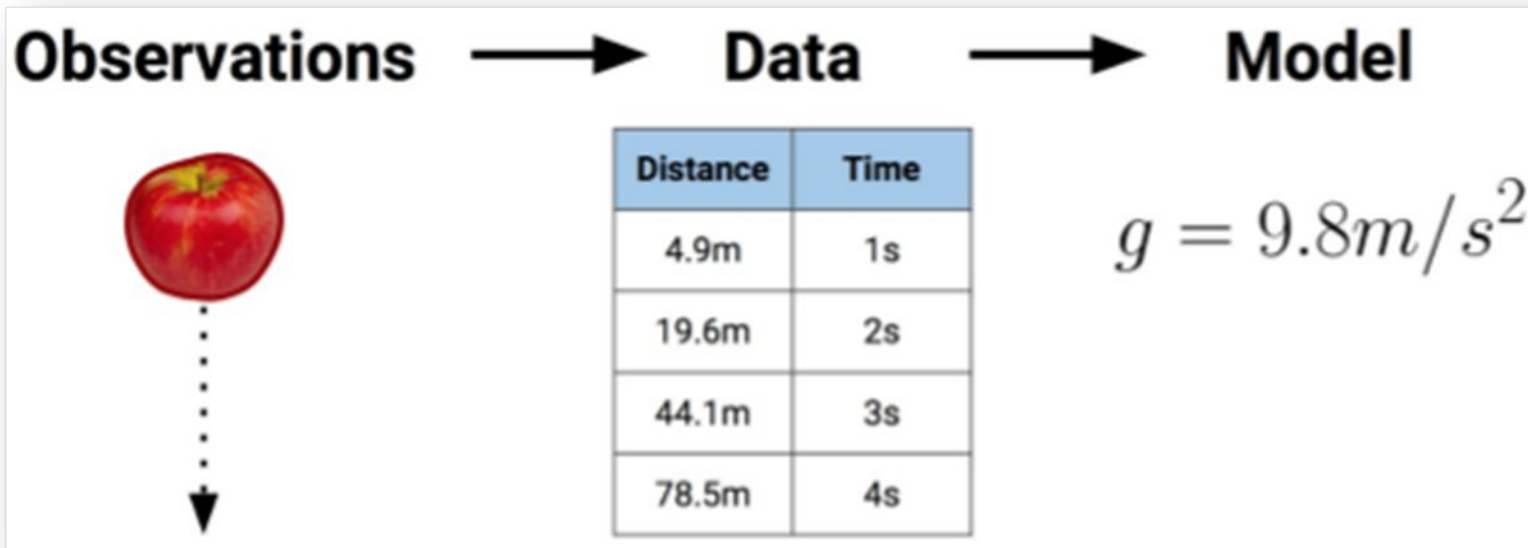 Observations Data Model
Distance Time
4.9m 1s
19.6m 2s
44.1m 3s
78.5m 4s
g = 9.8m/s²